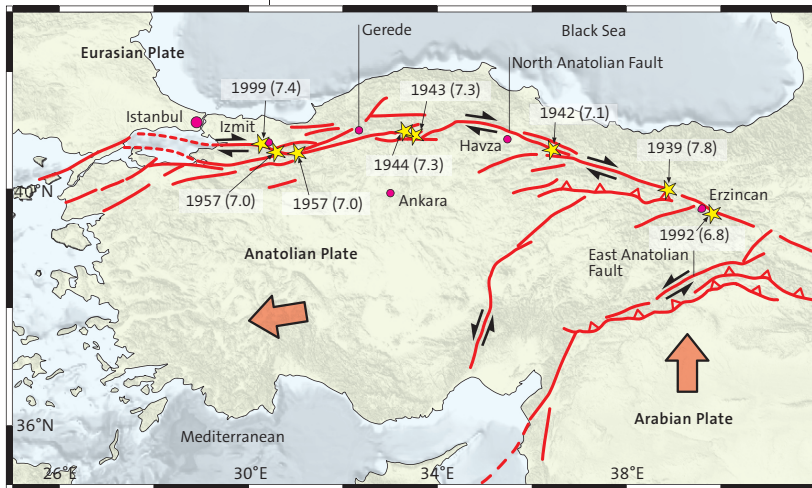 Gerede
Black Sea
Eurasian Plate
North Anatolian Fault
1999 (7.4)
1943 (7.3)
Istanbul
Izmit
1942 (7.1)
Havza
1944 (7.3)
1939 (7.8)
40°N
1957 (7.0)
1957 (7.0)
Ankara
Erzincan
1992 (6.8)
Anatolian Plate
East Anatolian
Fault
Arabian Plate
36°N
Mediterranean
26°E
30°E
34°E
38°E